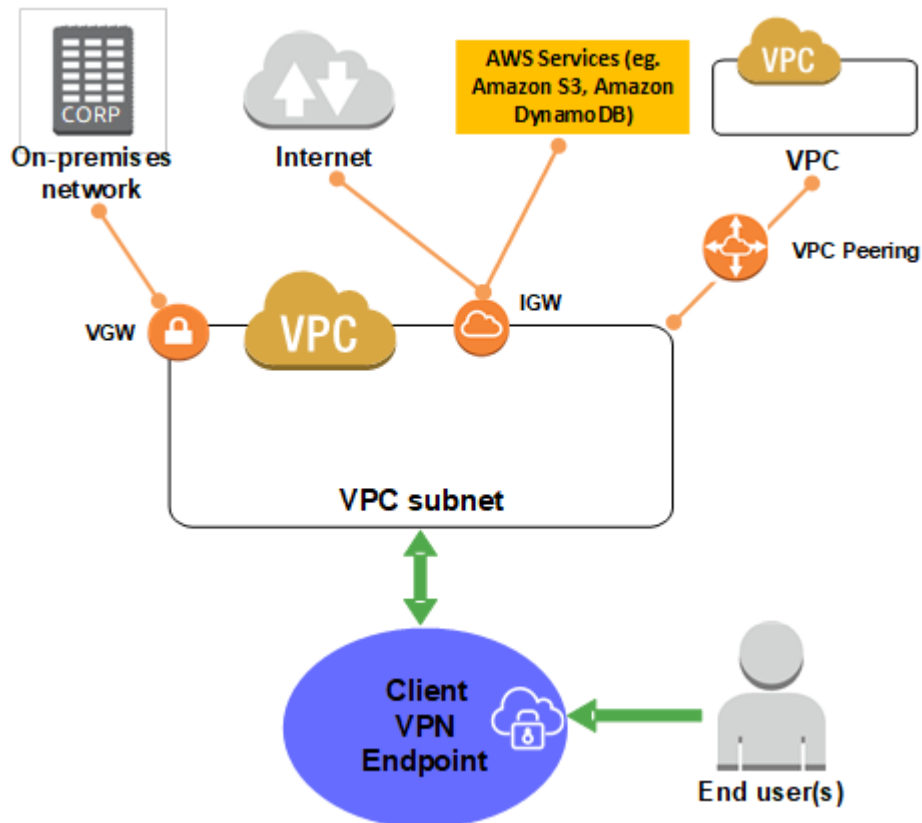 CORP
On-premises
network
Internet
AWS Services (eg.
Amazon S3, Amazon
DynamoDB)
VPC
VPC
VPC Peering
VGW
VPC
IGW
VPC subnet
Client
VPN
Endpoint
End user(s)